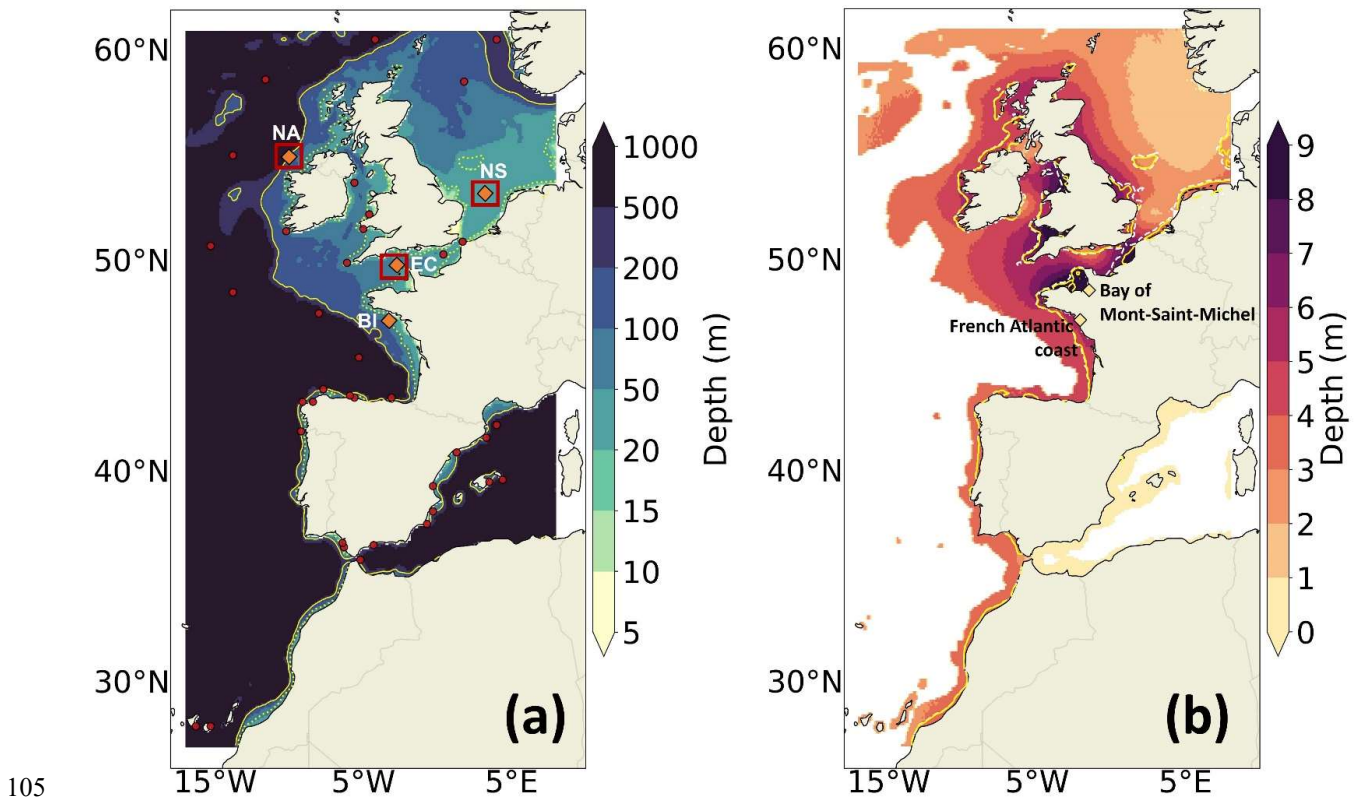 60°N
50°N
40°N
30°N
15°W
5°W
5°E
NA
NS
EC
BI
(a)
1000
500
200
100
50
20
15
10
5
Depth (m)
60°N
50°N
40°N
30°N
15°W
5°W
5°E
Bay of
Mont-Saint-Michel
French Atlantic
coast
(b)
9
8
7
6
5
4
3
2
1
0
Depth (m)
105